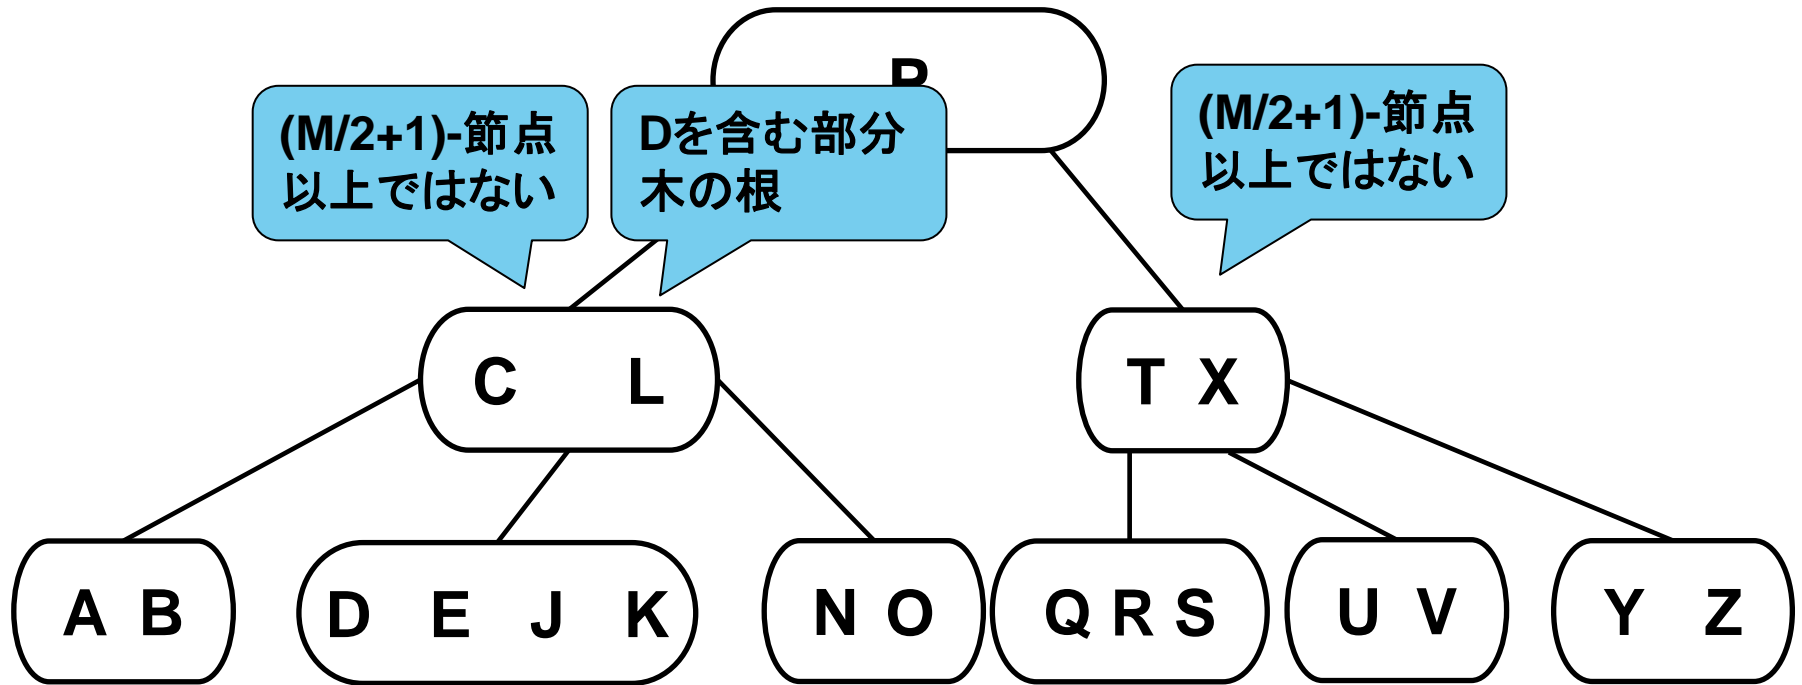 P
(M/2+1)-節点
以上ではない
Dを含む部分
木の根
(M/2+1)-節点
以上ではない
C L
T X
A B
D E J K
N O
Q R S
U V
Y Z